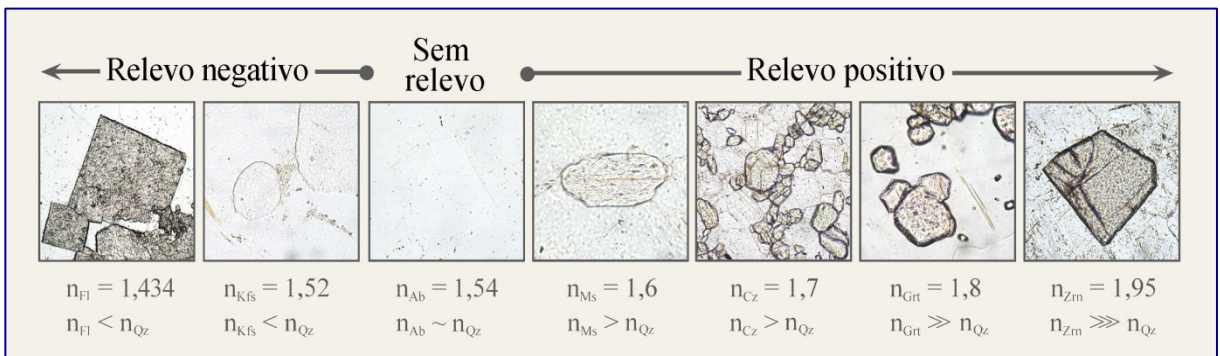 Relevo negativo
Sem
relevo
Relevo positivo
n_Fl = 1,434
n_Fl < n_Qz
n_Kfs = 1,52
n_Kfs < n_Qz
n_Ab = 1,54
n_Ab ~ n_Qz
n_Ms = 1,6
n_Ms > n_Qz
n_Cz = 1,7
n_Cz > n_Qz
n_Grt = 1,8
n_Grt ≫ n_Qz
n_Zrn = 1,95
n_Zrn ⋙ n_Qz